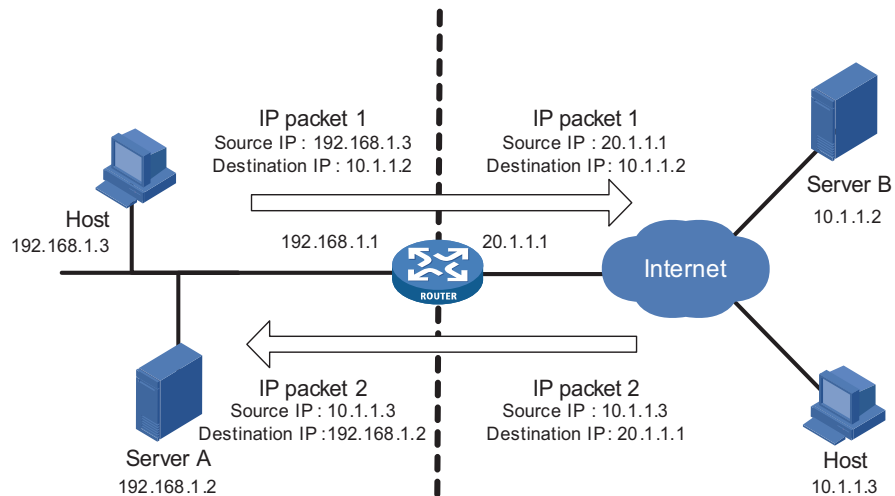 IP packet 1
Source IP : 192.168.1.3
Destination IP : 10.1.1.2
IP packet 1
Source IP : 20.1.1.1
Destination IP : 10.1.1.2
Server B
10.1.1.2
Host
192.168.1.3
192.168.1.1
20.1.1.1
ROUTER
Internet
IP packet 2
Source IP : 10.1.1.3
Destination IP :192.168.1.2
IP packet 2
Source IP : 10.1.1.3
Destination IP: 20.1.1.1
Server A
192.168.1.2
Host
10.1.1.3